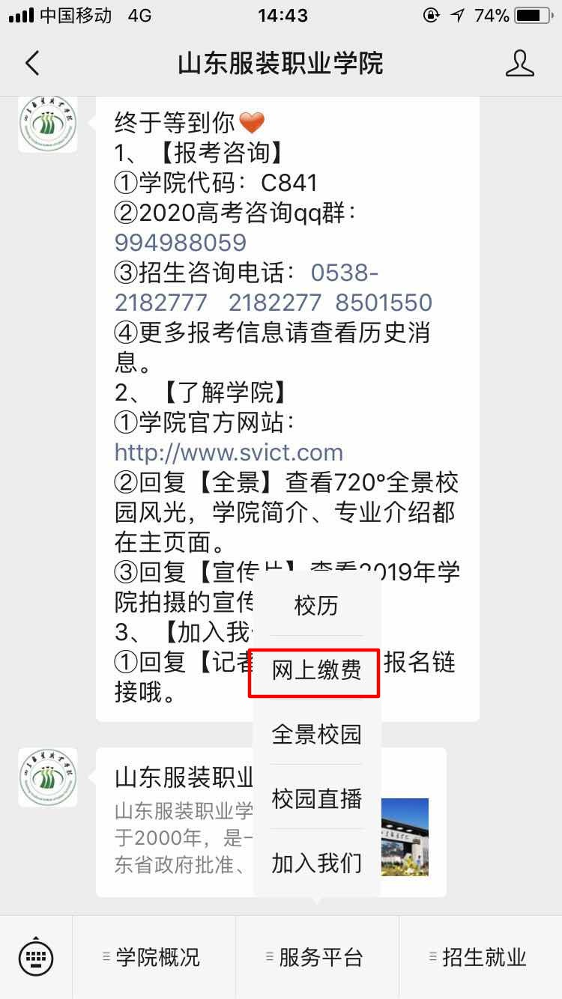 中国移动 4G 14:43 74%
山东服装职业学院
终于等到你❤
1、【报考咨询】
①学院代码：C841
②2020高考咨询qq群：
994988059
③招生咨询电话：0538-
2182777 2182277 8501550
④更多报考信息请查看历史消
息。
2、【了解学院】
①学院官方网站：
http://www.svict.com
②回复【全景】查看720°全景校
园风光，学院简介、专业介绍都
在主页面。
③回复【宣传片】查看2019年学
院拍摄的宣传
3、【加入我
①回复【记者 报名链
接哦。
校历
网上缴费
全景校园
校园直播
加入我们
山东服装职业
山东服装职业学
于2000年，是一
东省政府批准、
学院概况
服务平台
招生就业